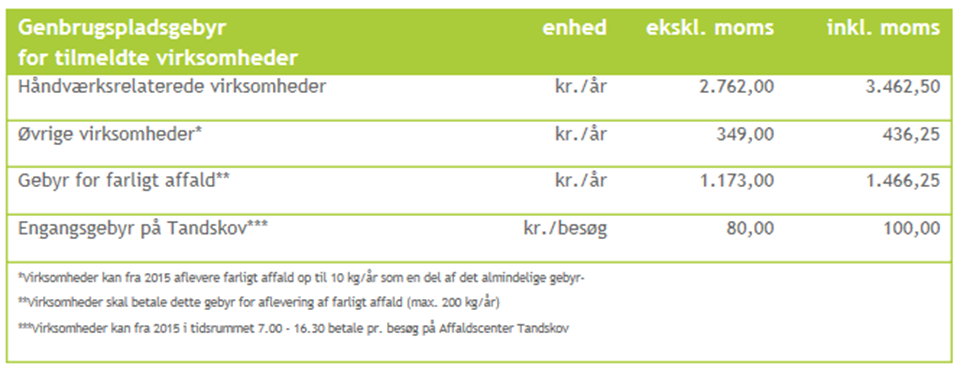 Genbrugspladsgebyr enhed ekskl. moms inkl. moms
for tilmeldte virksomheder
Håndværksrelaterede virksomheder kr./år 2.762,00 3.462,50
Øvrige virksomheder* kr./år 349,00 436,25
Gebyr for farligt affald** kr./år 1.173,00 1.466,25
Engangsgebyr på Tandskov*** kr./besøg 80,00 100,00
*Virksomheder kan fra 2015 aflevere farligt affald op til 10 kg/år som en del af det almindelige gebyr-
**Virksomheder skal betale dette gebyr for aflevering af farligt affald (max. 200 kg/år)
***Virksomheder kan fra 2015 i tidsrummet 7.00 - 16.30 betale pr. besøg på Affaldscenter Tandskov